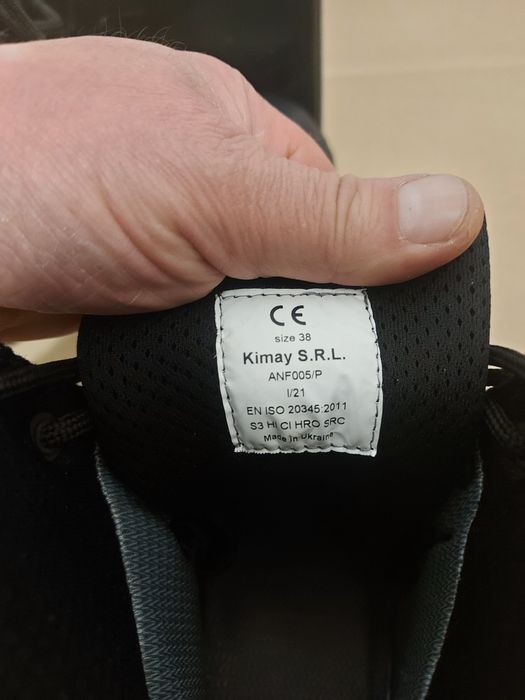 CE
size 38
Kimay S.R.L.
ANF005/P
I/21
EN ISO 20345:2011
S3 HI CI HRO SRC
Made in Ukraine